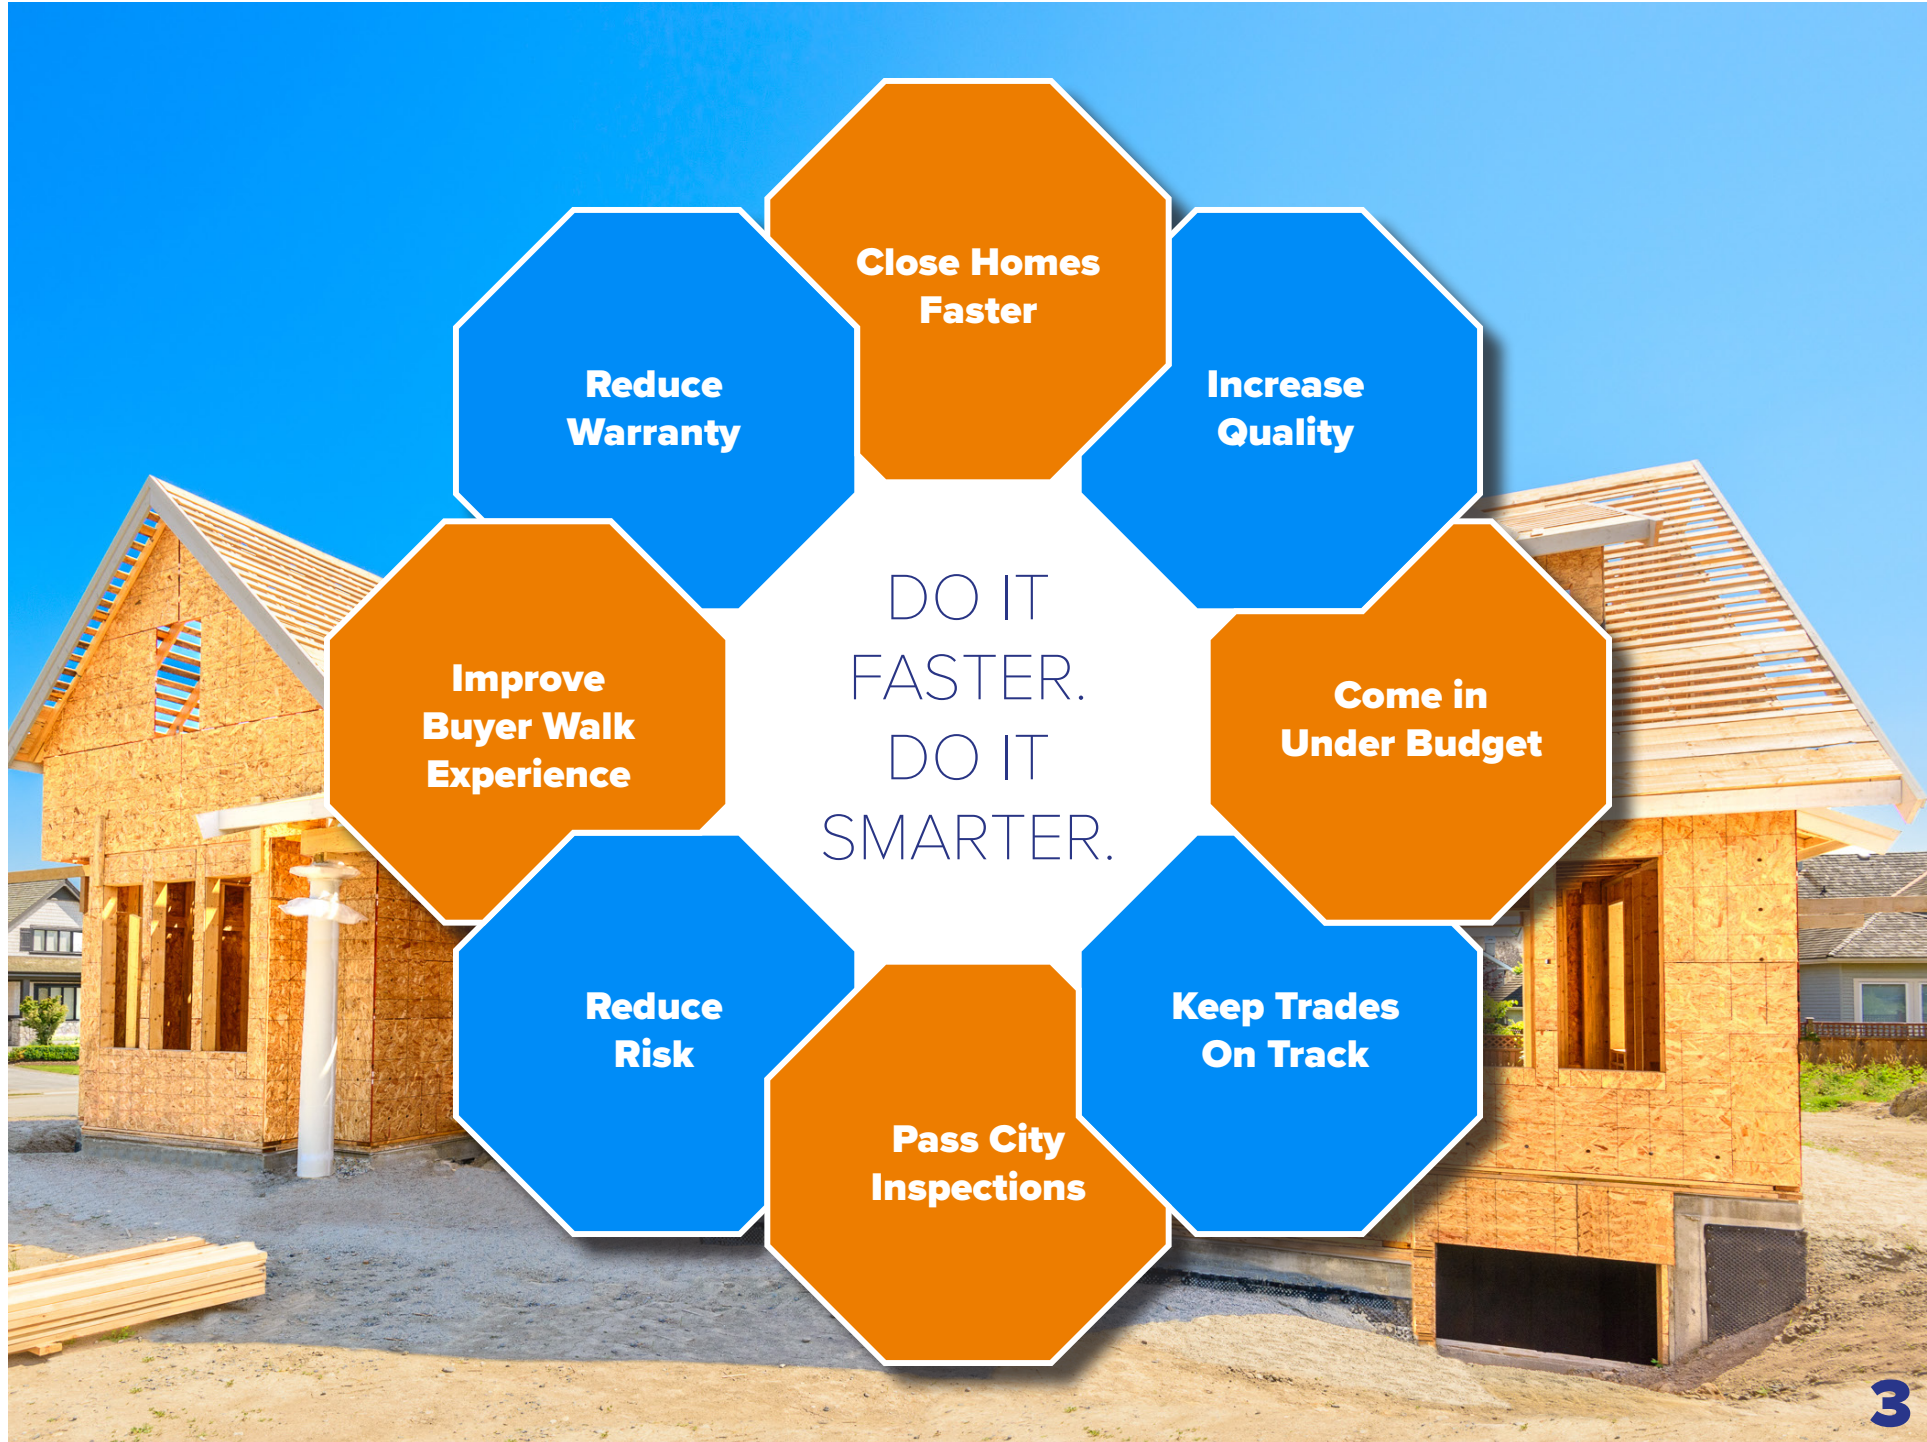 Close Homes
Faster
Reduce
Warranty
Increase
Quality
DO IT
FASTER.
DO IT
SMARTER.
Improve
Buyer Walk
Experience
Come in
Under Budget
Reduce
Risk
Keep Trades
On Track
Pass City
Inspections
3